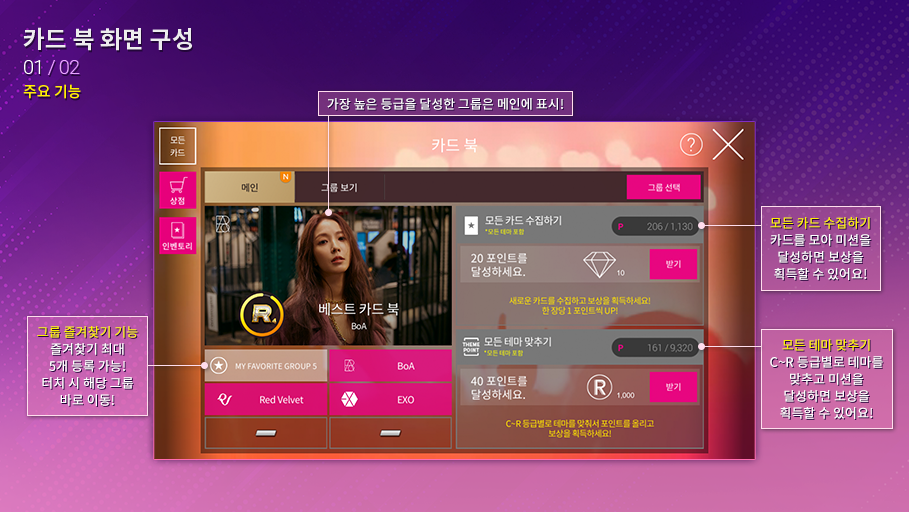 카드 북 화면 구성
01 / 02
주요 기능
가장 높은 등급을 달성한 그룹은 메인에 표시!
모든
카드
카드 북
?
상점
인벤토리
메인
N
그룹 보기
그룹 선택
베스트 카드 북
BoA
R
모든 카드 수집하기
*모든 테마 포함
P 206 / 1,130
20 포인트를
달성하세요.
10
받기
새로운 카드를 수집하고 보상을 획득하세요!
한 장당 1 포인트씩 UP!
THEME
POINT
모든 테마 맞추기
*모든 테마 포함
P 161 / 9,320
40 포인트를
달성하세요.
R
1,000
받기
C~R 등급별로 테마를 맞춰서 포인트를 올리고
보상을 획득하세요!
MY FAVORITE GROUP 5
BoA
Red Velvet
EXO
그룹 즐겨찾기 기능
즐겨찾기 최대
5개 등록 가능!
터치 시 해당 그룹
바로 이동!
모든 카드 수집하기
카드를 모아 미션을
달성하면 보상을
획득할 수 있어요!
모든 테마 맞추기
C~R 등급별로 테마를
맞추고 미션을
달성하면 보상을
획득할 수 있어요!